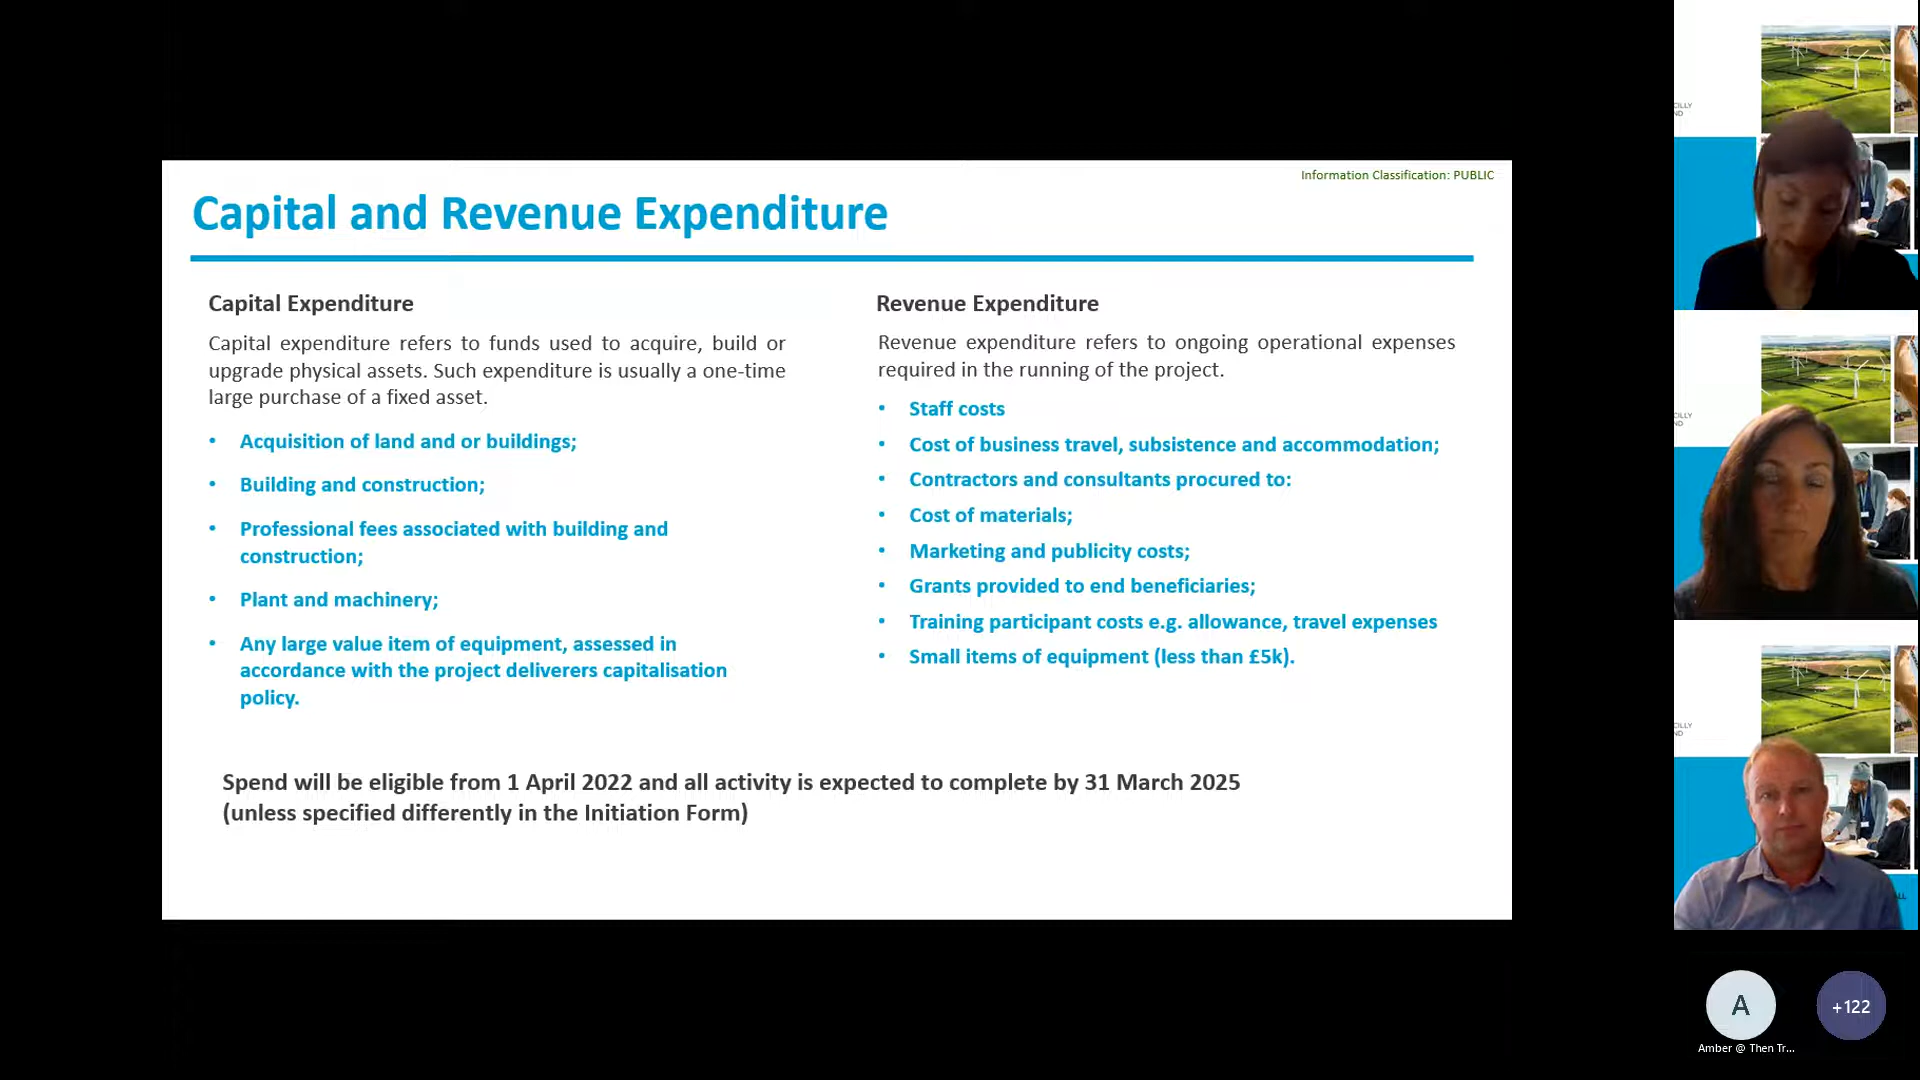 Information Classification: PUBLIC
Capital and Revenue Expenditure
Capital Expenditure
Capital expenditure refers to funds used to acquire, build or
upgrade physical assets. Such expenditure is usually a one-time
large purchase of a fixed asset.
• Acquisition of land and or buildings;
• Building and construction;
• Professional fees associated with building and
construction;
• Plant and machinery;
• Any large value item of equipment, assessed in
accordance with the project deliverers capitalisation
policy.
Revenue Expenditure
Revenue expenditure refers to ongoing operational expenses
required in the running of the project.
• Staff costs
• Cost of business travel, subsistence and accommodation;
• Contractors and consultants procured to:
• Cost of materials;
• Marketing and publicity costs;
• Grants provided to end beneficiaries;
• Training participant costs e.g. allowance, travel expenses
• Small items of equipment (less than £5k).
Spend will be eligible from 1 April 2022 and all activity is expected to complete by 31 March 2025
(unless specified differently in the Initiation Form)
CILLY
ND
CILLY
ND
CILLY
ND
A
+122
Amber @ Then Tr...